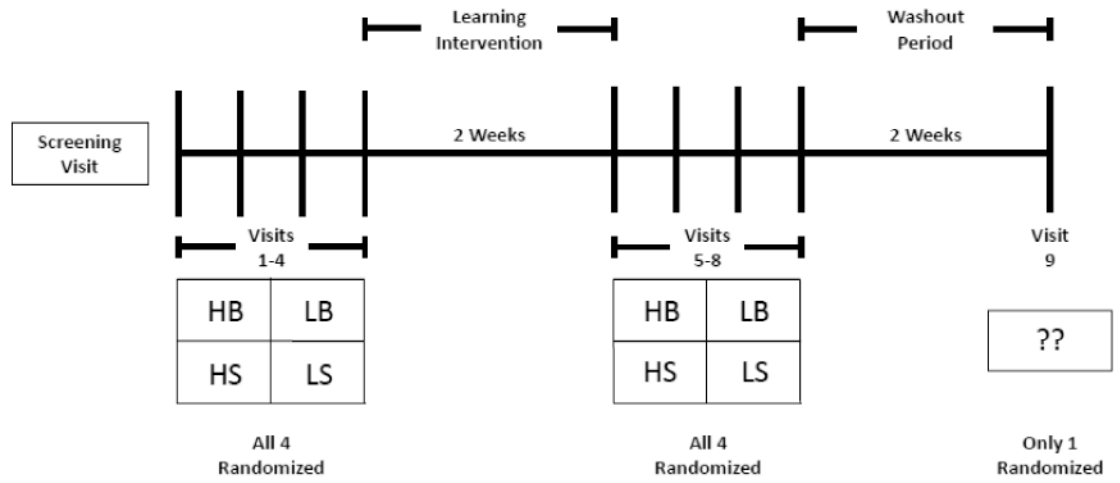 Learning
Intervention
Washout
Period
Screening
Visit
2 Weeks
2 Weeks
Visits
1-4
Visits
5-8
Visit
9
HB LB
HS LS
HB LB
HS LS
??
All 4
Randomized
All 4
Randomized
Only 1
Randomized